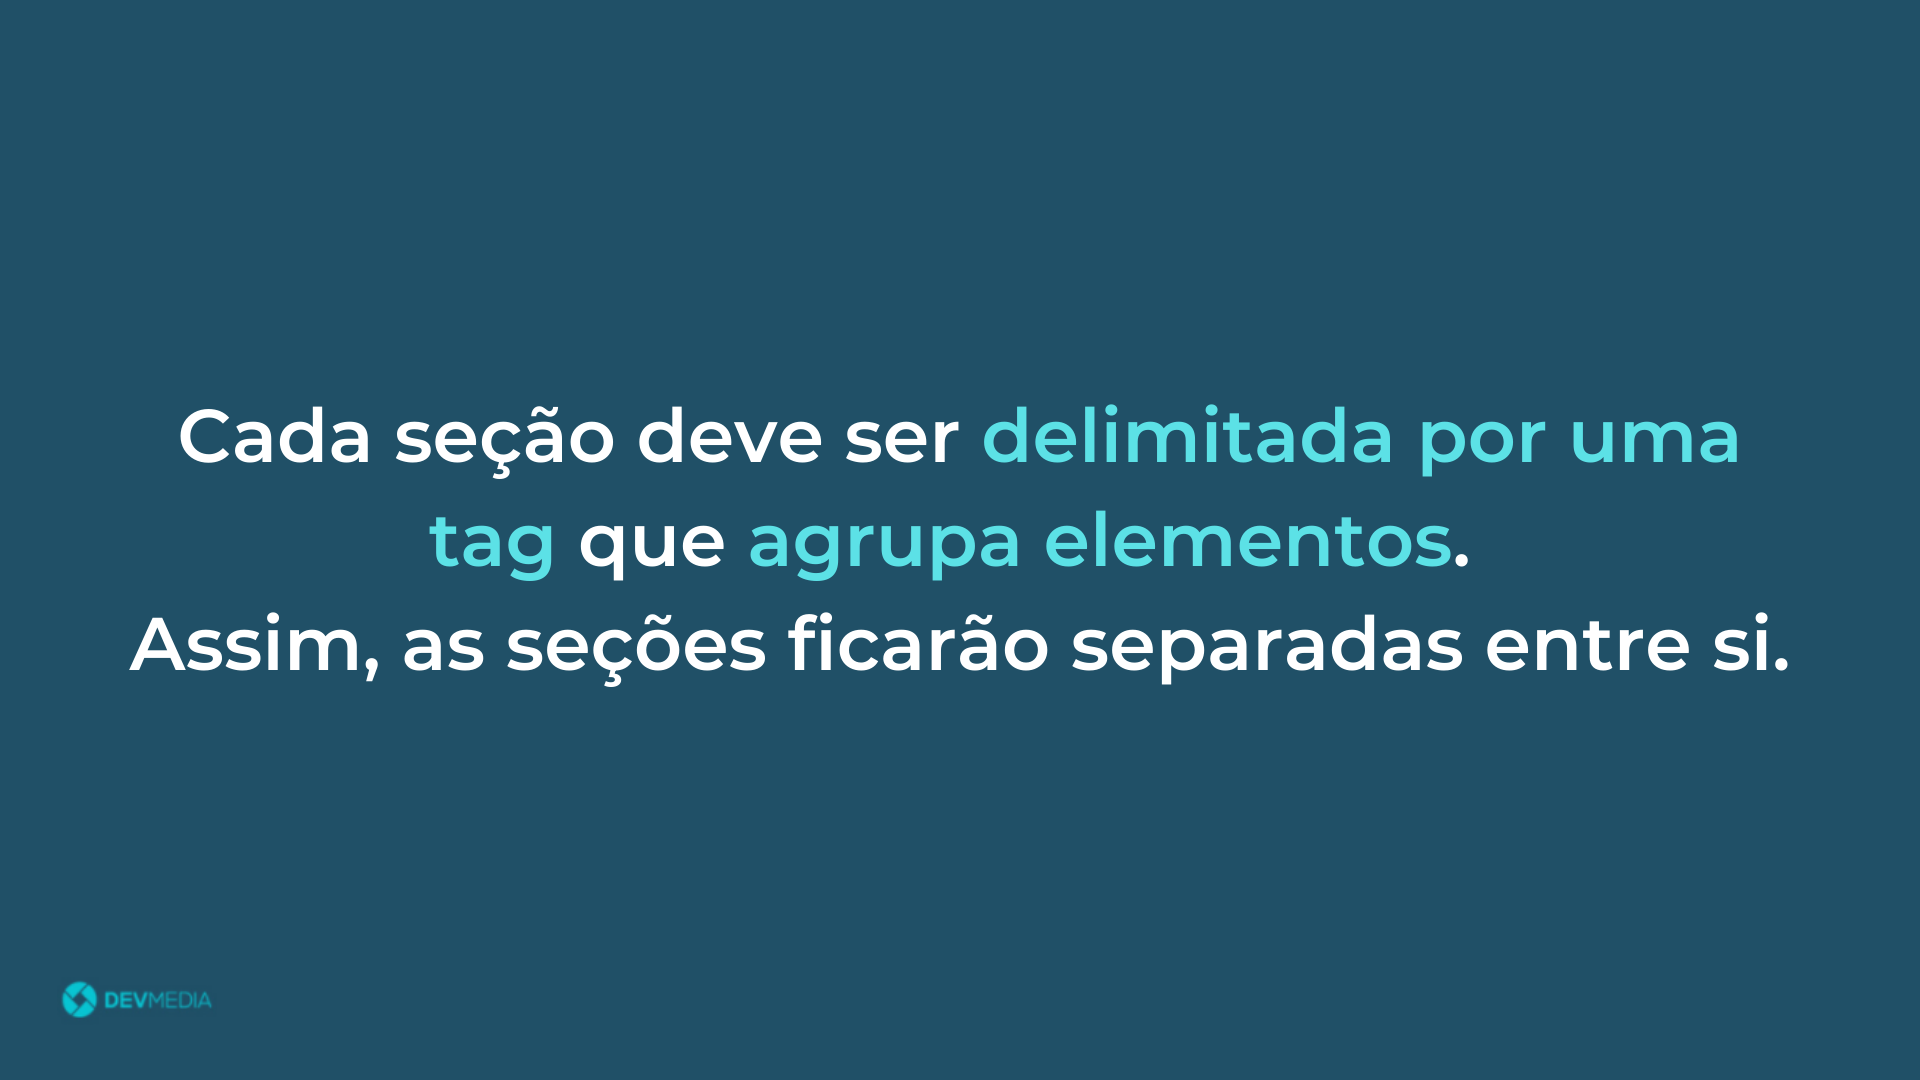 Cada seção deve ser delimitada por uma
tag que agrupa elementos.
Assim, as seções ficarão separadas entre si.
DEVMEDIA